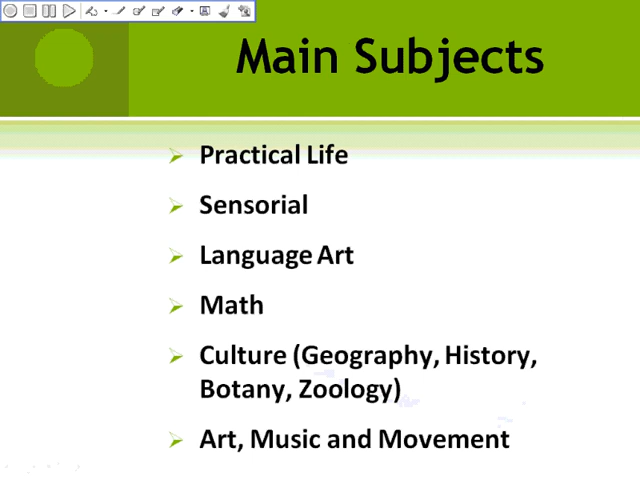 Main Subjects
Practical Life
Sensorial
Language Art
Math
Culture (Geography, History,
Botany, Zoology)
Art, Music and Movement